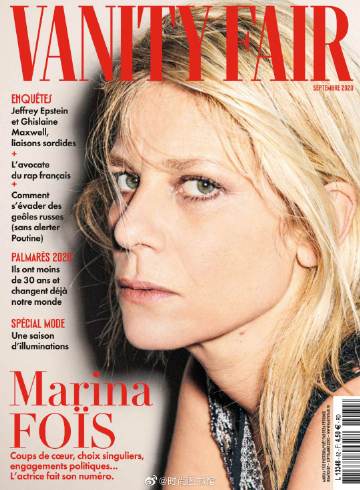 VANITY FAIR
SEPTEMBRE 2020
ENQUÊTES
Jeffrey Epstein
et Ghislaine
Maxwell,
liaisons sordides
+
L'avocate
du rap français
+
Comment
s'évader des
geôles russes
(sans alerter
Poutine)
PALMARÈS 2020
Ils ont moins
de 30 ans et
changent déjà
notre monde
SPÉCIAL MODE
Une saison
d'illuminations
Marina
FOÏS
Coups de cœur, choix singuliers,
engagements politiques...
L'actrice fait son numéro.